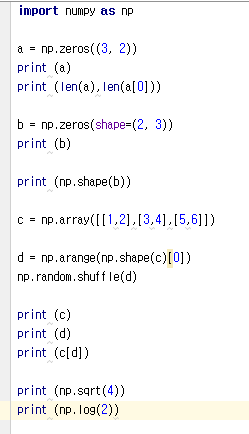 import numpy as np
a = np.zeros((3, 2))
print (a)
print (len(a),len(a[0]))
b = np.zeros(shape=(2, 3))
print (b)
print (np.shape(b))
c = np.array([[1,2],[3,4],[5,6]])
d = np.arange(np.shape(c)[0])
np.random.shuffle(d)
print (c)
print (d)
print (c[d])
print (np.sqrt(4))
print (np.log(2))